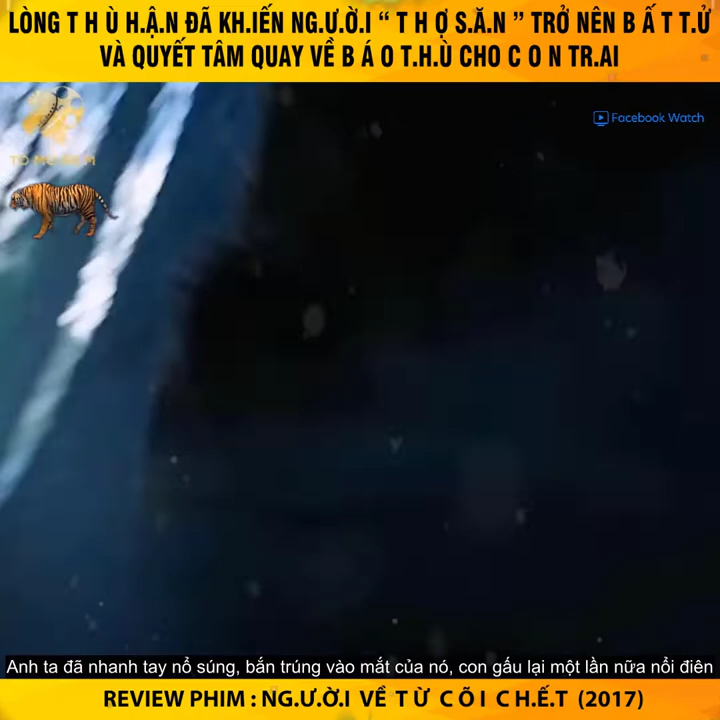 LÒNG T H Ù H.Ậ.N ĐÃ KH.IẾN NG.Ư.Ờ.I “ T H Ợ S.Ă.N ” TRỞ NÊN B Ấ T T.Ử
VÀ QUYẾT TÂM QUAY VỀ B Á O T.H.Ù CHO C O N TR.AI
Facebook Watch
Anh ta đã nhanh tay nổ súng, bắn trúng vào mắt của nó, con gấu lại một lần nữa nổi điên
REVIEW PHIM : NG.Ư.Ờ.I VỀ T Ừ C Õ I C H.Ế.T (2017)